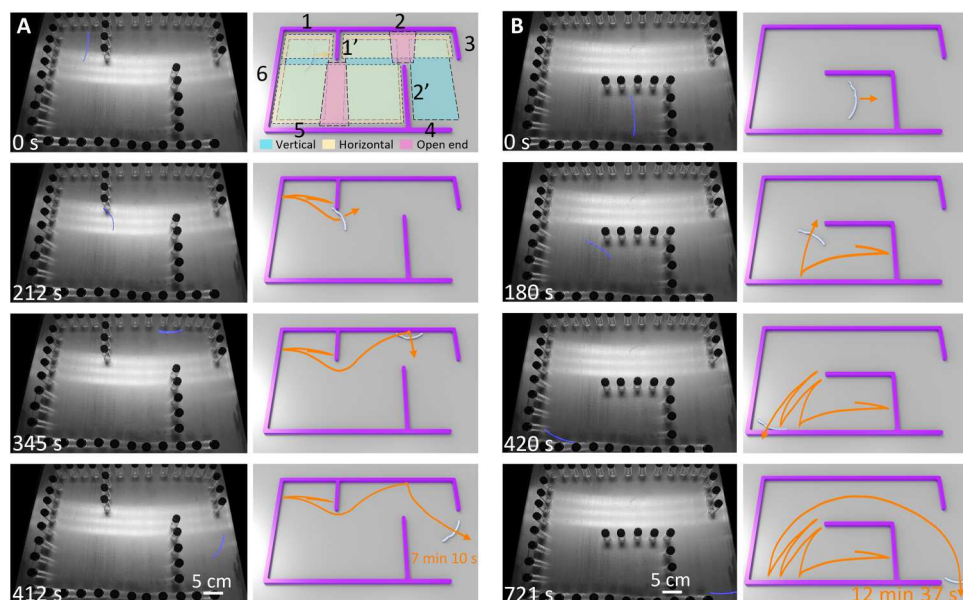 A
1
2
3
1'
6
2'
5
4
Vertical
Horizontal
Open end
0 s
212 s
345 s
7 min 10 s
412 s
5 cm
B
0 s
180 s
420 s
721 s
5 cm
12 min 37 s